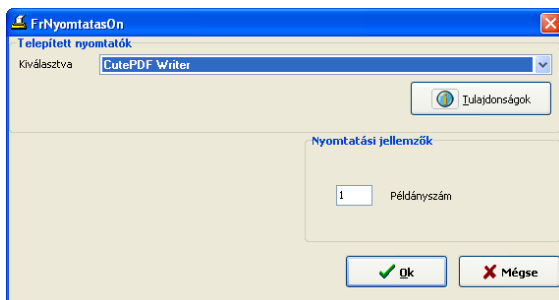 FrNyomtatasOn
Telepített nyomtatók
Kiválasztva CutePDF Writer
Tulajdonságok
Nyomtatási jellemzők
1 Példányszám
Ok Mégse